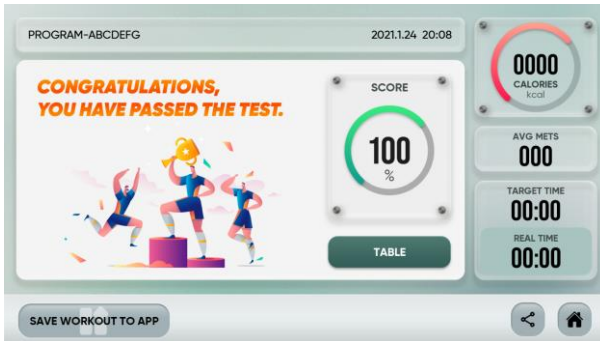 PROGRAM-ABCDEFG
2021.1.24 20:08
CONGRATULATIONS,
YOU HAVE PASSED THE TEST.
SCORE
100
%
TABLE
0000
CALORIES
kcal
AVG METS
000
TARGET TIME
00:00
REAL TIME
00:00
SAVE WORKOUT TO APP